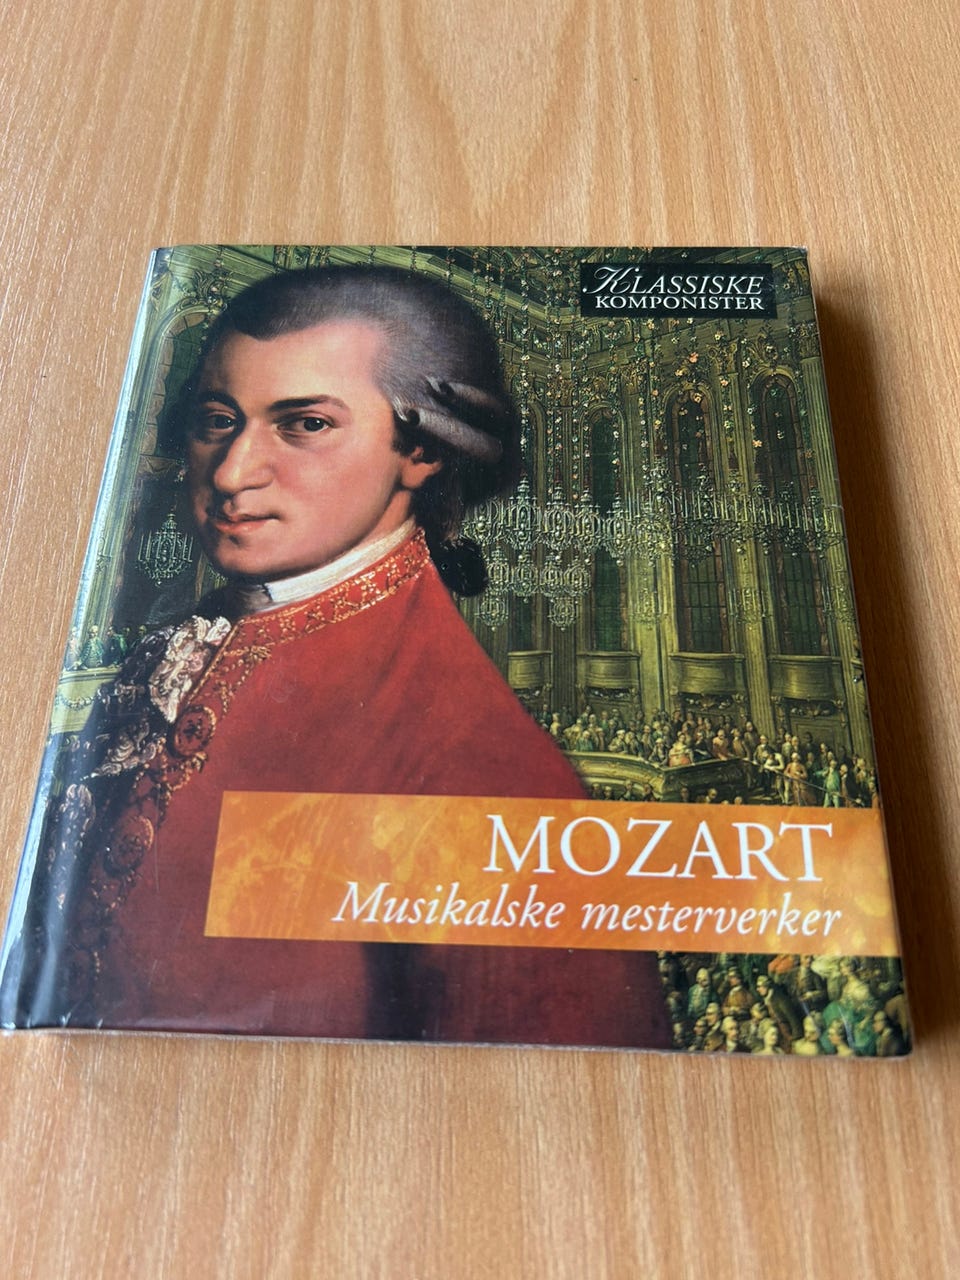 KLASSISKE
KOMPONISTER
MOZART
Musikalske mesterverker